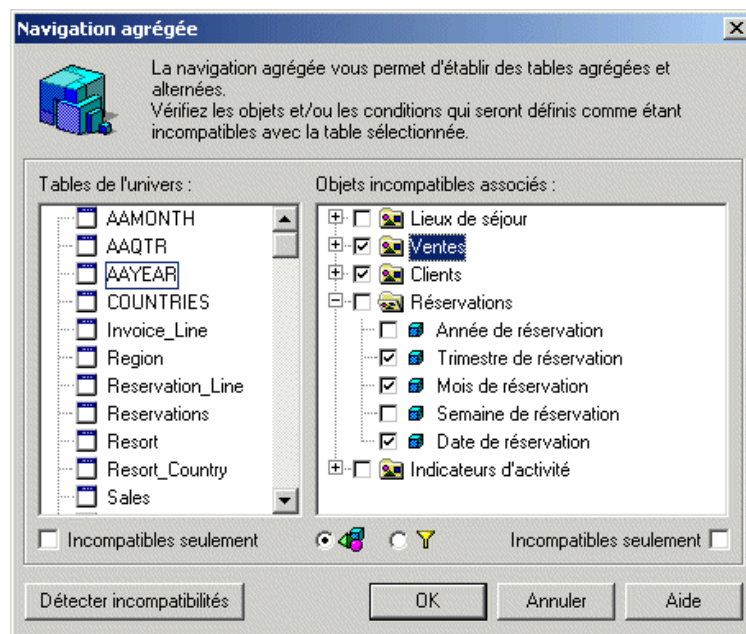 Navigation agrégée
La navigation agrégée vous permet d'établir des tables agrégées et
alternées.
Vérifiez les objets et/ou les conditions qui seront définis comme étant
incompatibles avec la table sélectionnée.
Tables de l'univers :
AAMONTH
AAQTR
AAYEAR
COUNTRIES
Invoice_Line
Region
Reservation_Line
Reservations
Resort
Resort_Country
Sales
Objets incompatibles associés :
Lieux de séjour
Ventes
Clients
Réservations
Année de réservation
Trimestre de réservation
Mois de réservation
Semaine de réservation
Date de réservation
Indicateurs d'activité
Incompatibles seulement
Incompatibles seulement
Détecter incompatibilités
OK
Annuler
Aide